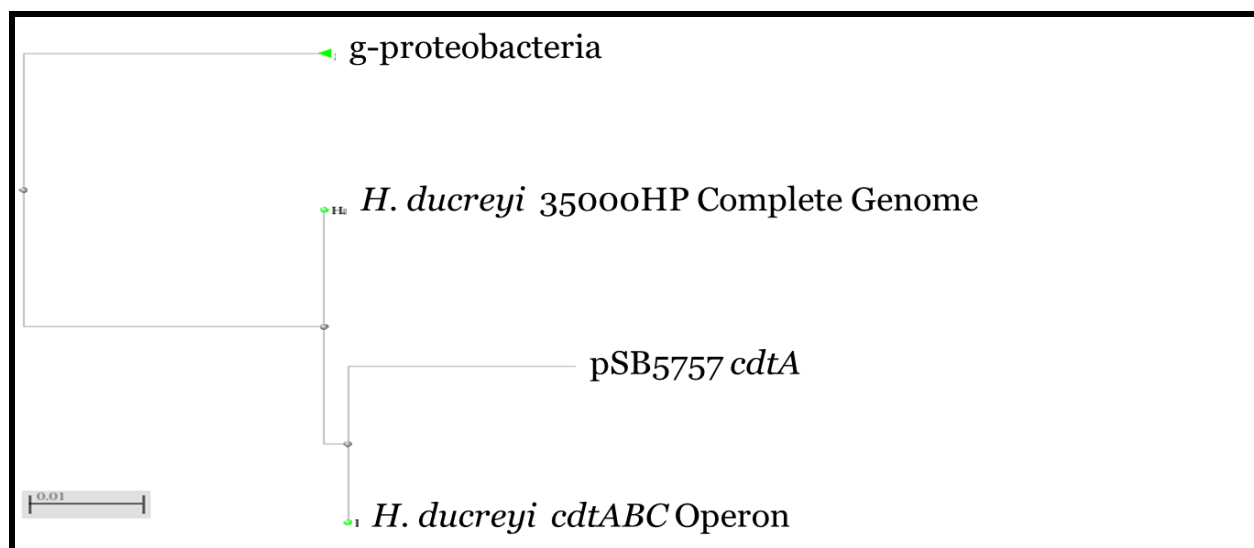 g-proteobacteria
H. ducreyi 35000HP Complete Genome
pSB5757 cdtA
0.01
H. ducreyi cdtABC Operon